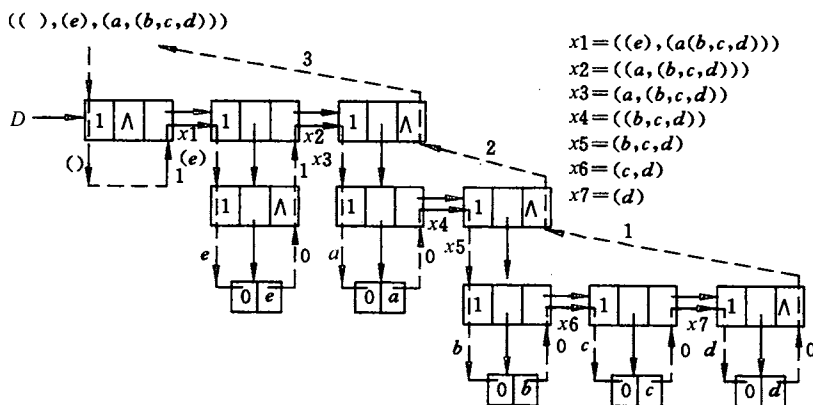 (( ),(e),(a,(b,c,d)))
3
x1=((e),(a(b,c,d)))
x2=((a,(b,c,d)))
x3=(a,(b,c,d))
x4=((b,c,d))
x5=(b,c,d)
x6=(c,d)
x7=(d)
D
1 Λ
x1
1
x2
1 Λ
2
()
1
(e)
1
x3
1 Λ
1
x4
1 Λ
1
e
0
a
0
x5
0 e
0 a
1
x6
1
x7
1 Λ
b
0
c
0
d
0
0 b
0 c
0 d